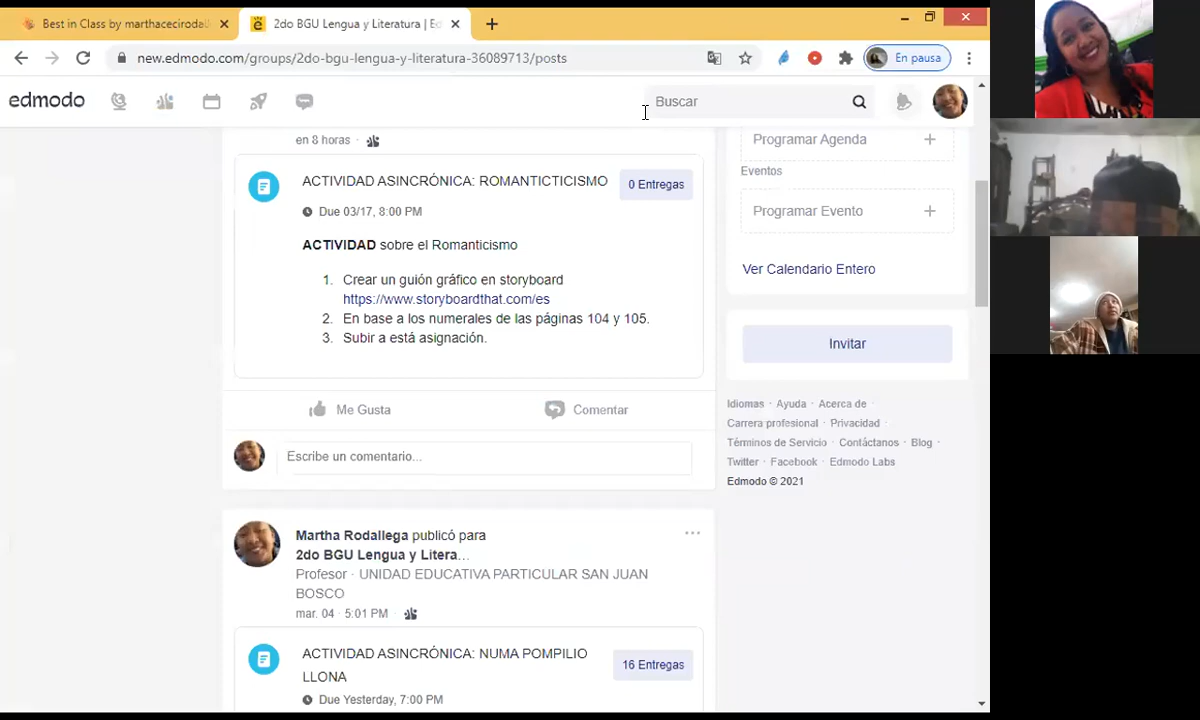 Best in Class by marthacecirodal
2do BGU Lengua y Literatura | Ed
new.edmodo.com/groups/2do-bgu-lengua-y-literatura-36089713/posts
En pausa
edmodo
Buscar
en 8 horas
ACTIVIDAD ASINCRÓNICA: ROMANTICTICISMO
0 Entregas
Due 03/17, 8:00 PM
ACTIVIDAD sobre el Romanticismo
1. Crear un guión gráfico en storyboard
https://www.storyboardthat.com/es
2. En base a los numerales de las páginas 104 y 105.
3. Subir a está asignación.
Me Gusta
Comentar
Escribe un comentario...
Martha Rodallega publicó para
2do BGU Lengua y Litera...
Profesor · UNIDAD EDUCATIVA PARTICULAR SAN JUAN
BOSCO
mar. 04 · 5:01 PM ·
ACTIVIDAD ASINCRÓNICA: NUMA POMPILIO
LLONA
16 Entregas
Due Yesterday, 7:00 PM
Programar Agenda +
Eventos
Programar Evento +
Ver Calendario Entero
Invitar
Idiomas · Ayuda · Acerca de ·
Carrera profesional · Privacidad ·
Términos de Servicio · Contáctanos · Blog ·
Twitter · Facebook · Edmodo Labs
Edmodo © 2021